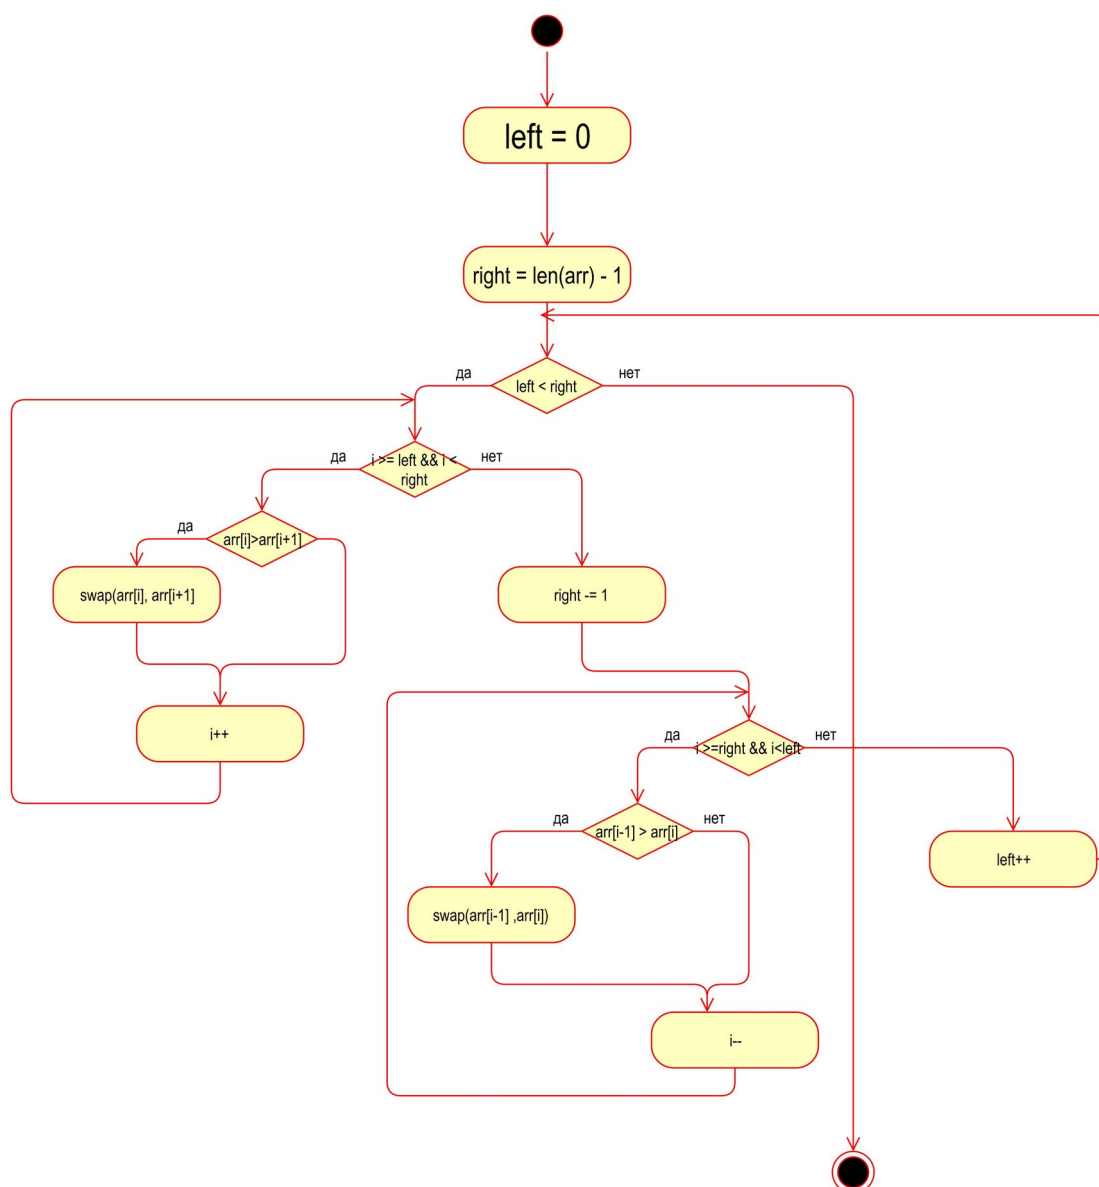 left = 0
right = len(arr) - 1
да
left < right
нет
да
i >= left && i <
right
нет
да
arr[i]>arr[i+1]
swap(arr[i], arr[i+1]
right -= 1
i++
да
i >=right && i<left
нет
да
arr[i-1] > arr[i]
нет
left++
swap(arr[i-1] ,arr[i])
i--